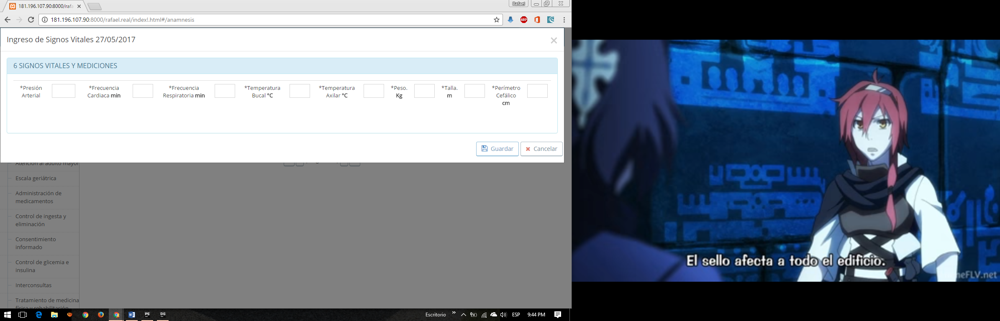 181.196.107.90:8000/rafa
Rafael
181.196.107.90:8000/rafael.real/index!.html#/anamnesis
ABP
Ingreso de Signos Vitales 27/05/2017
6 SIGNOS VITALES Y MEDICIONES
*Presión
Arterial
*Frecuencia
Cardiaca min
*Frecuencia
Respiratoria min
*Temperatura
Bucal °C
*Temperatura
Axilar °C
*Peso.
Kg
*Talla.
m
*Perímetro
Cefálico
cm
Guardar
Cancelar
Atención al adulto mayor
Escala geriátrica
Administración de
medicamentos
Control de ingesta y
eliminación
Consentimiento
informado
Control de glicemia e
insulina
Interconsultas
Tratamiento de medicina
física y rehabilitación
El sello afecta a todo el edificio.
meFLV.net
PS
DG
Escritorio
ESP
9:44 PM